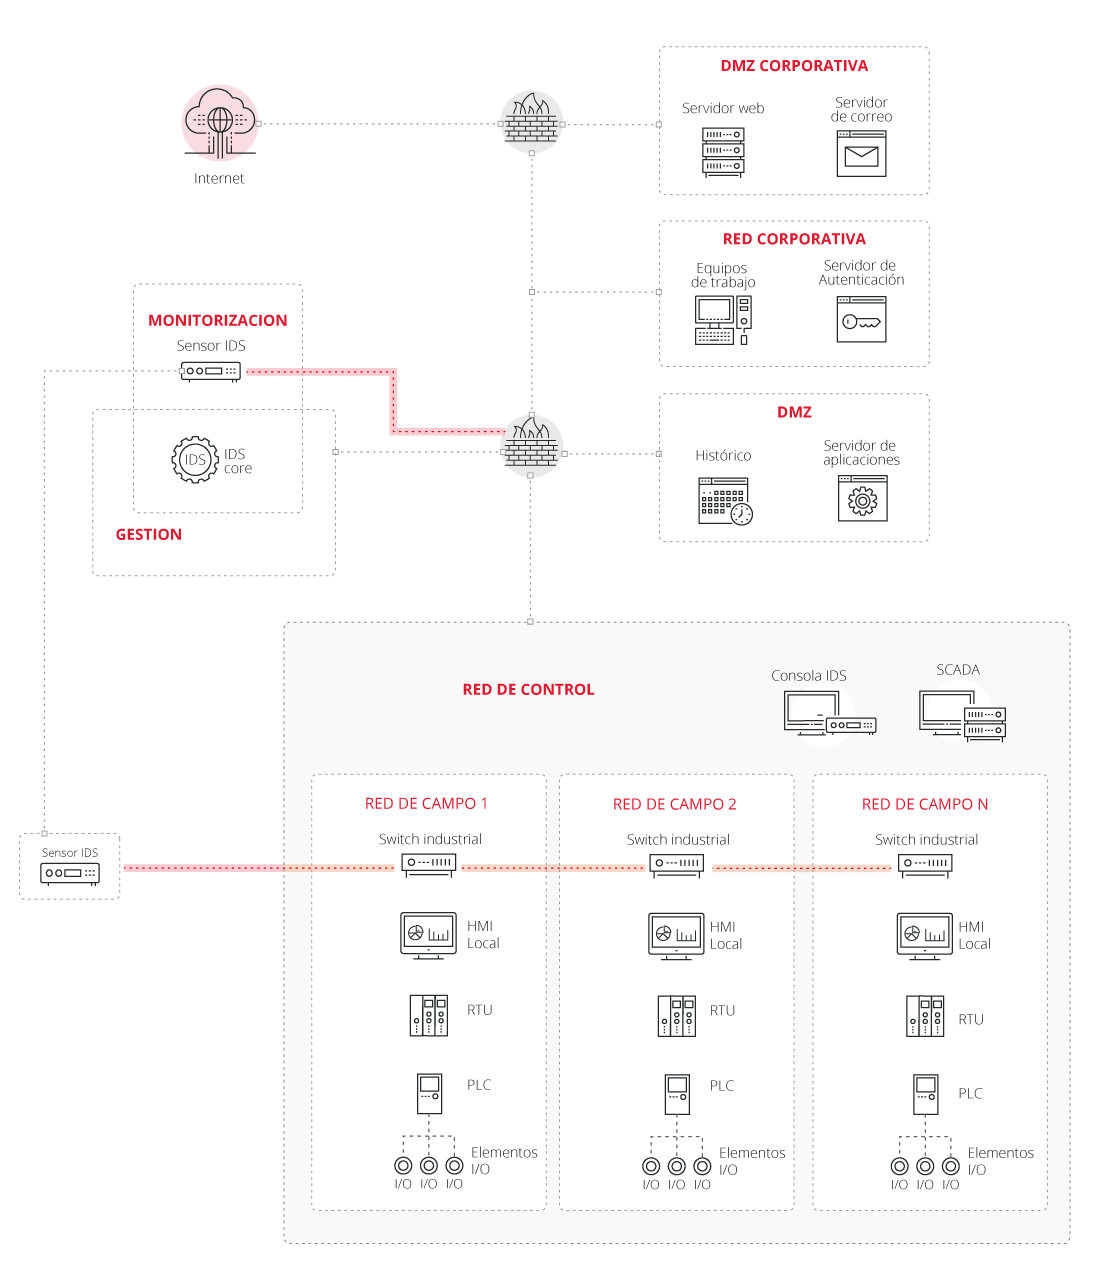 DMZ CORPORATIVA
Servidor web
Servidor
de correo
Internet
RED CORPORATIVA
Equipos
de trabajo
Servidor de
Autenticación
MONITORIZACION
Sensor IDS
DMZ
Histórico
Servidor de
aplicaciones
IDS
IDS
core
GESTION
RED DE CONTROL
Consola IDS
SCADA
RED DE CAMPO 1
RED DE CAMPO 2
RED DE CAMPO N
Switch industrial
Switch industrial
Switch industrial
Sensor IDS
HMI
Local
HMI
Local
HMI
Local
RTU
RTU
RTU
PLC
PLC
PLC
Elementos
I/O
I/O I/O I/O
Elementos
I/O
I/O I/O I/O
Elementos
I/O
I/O I/O I/O